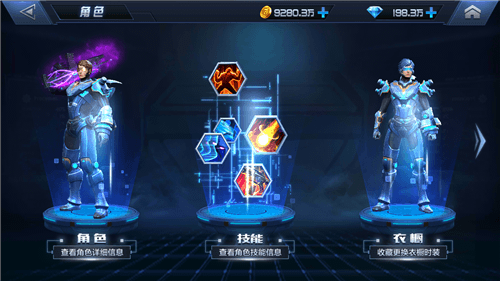 角色
9280.3万
198.3万
角色
查看角色详细信息
技能
查看角色技能信息
衣橱
收藏更换衣橱时装